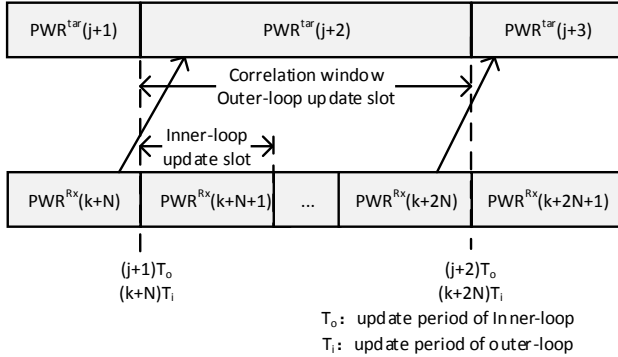 PWR^tar(j+1) PWR^tar(j+2) PWR^tar(j+3)
Correlation window
Outer-loop update slot
Inner-loop
update slot
PWR^Rx(k+N) PWR^Rx(k+N+1) ... PWR^Rx(k+2N) PWR^Rx(k+2N+1)
(j+1)T_o (j+2)T_o
(k+N)T_i (k+2N)T_i
T_o: update period of Inner-loop
T_i: update period of outer-loop